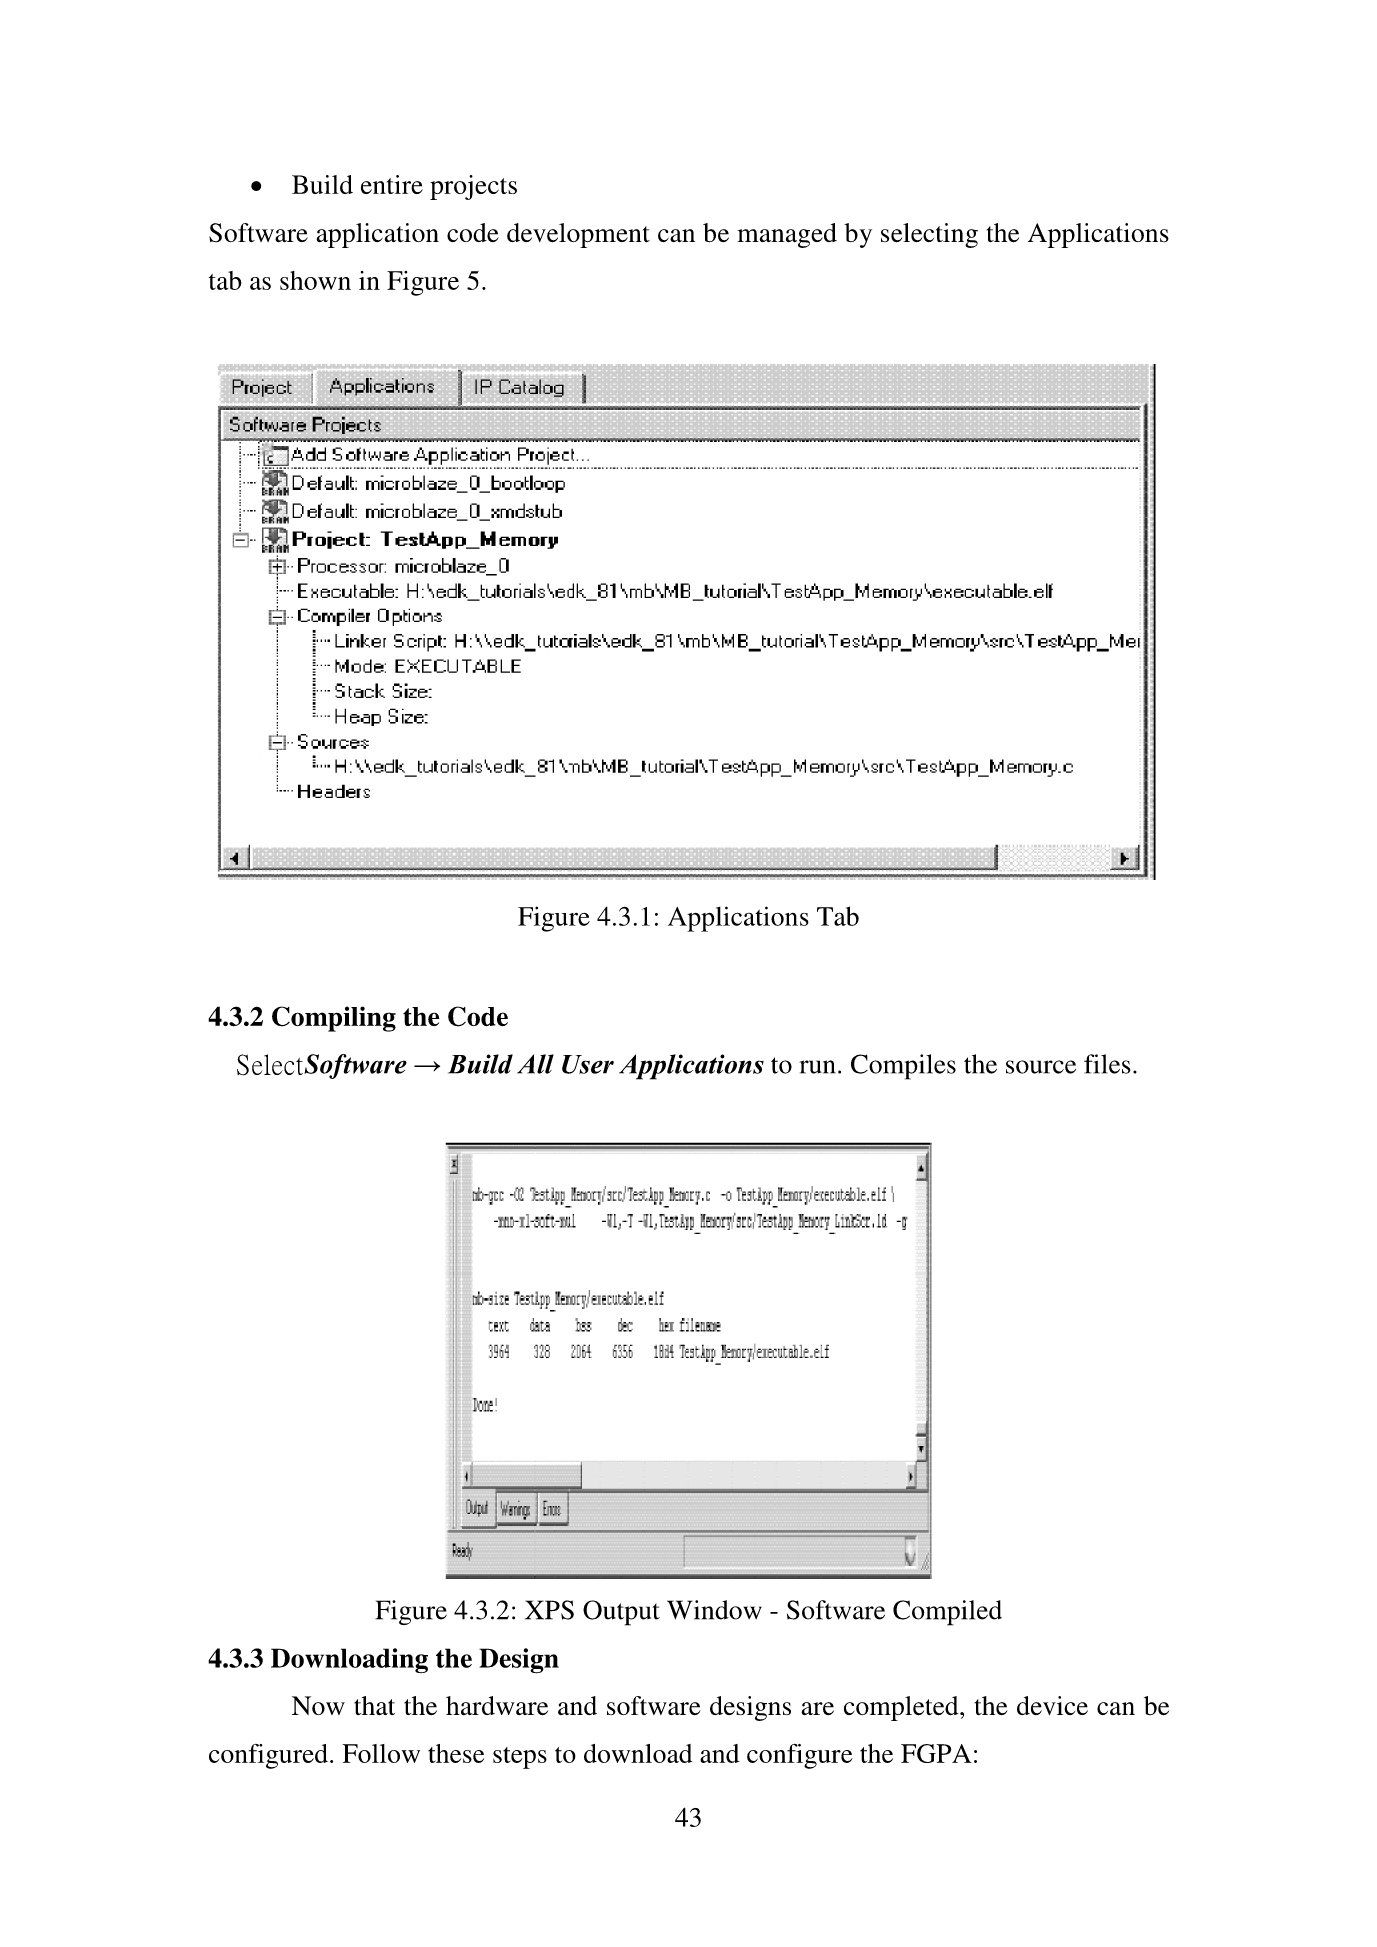 • Build entire projects
Software application code development can be managed by selecting the Applications
tab as shown in Figure 5.
Project Applications IP Catalog
Software Projects
Add Software Application Project...
Default: microblaze_0_bootloop
Default: microblaze_0_xmdstub
Project: TestApp_Memory
Processor: microblaze_0
Executable: H:\edk_tutorials\edk_81\mb\MB_tutorial\TestApp_Memory\executable.elf
Compiler Options
Linker Script: H:\\edk_tutorials\edk_81\mb\MB_tutorial\TestApp_Memory\src\TestApp_Mei
Mode: EXECUTABLE
Stack Size:
Heap Size:
Sources
H:\\edk_tutorials\edk_81\mb\MB_tutorial\TestApp_Memory\src\TestApp_Memory.c
Headers
Figure 4.3.1: Applications Tab
4.3.2 Compiling the Code
SelectSoftware → Build All User Applications to run. Compiles the source files.
mb-gcc -O2 TestApp_Memory/src/TestApp_Memory.c -o TestApp_Memory/executable.elf \
-mno-xl-soft-mul -Wl,-T -Wl,TestApp_Memory/src/TestApp_Memory_LinkScr.ld -g
mb-size TestApp_Memory/executable.elf
text data bss dec hex filename
3964 328 2064 6356 18d4 TestApp_Memory/executable.elf
Done!
Output Warnings Errors
Ready
Figure 4.3.2: XPS Output Window - Software Compiled
4.3.3 Downloading the Design
Now that the hardware and software designs are completed, the device can be
configured. Follow these steps to download and configure the FGPA:
43